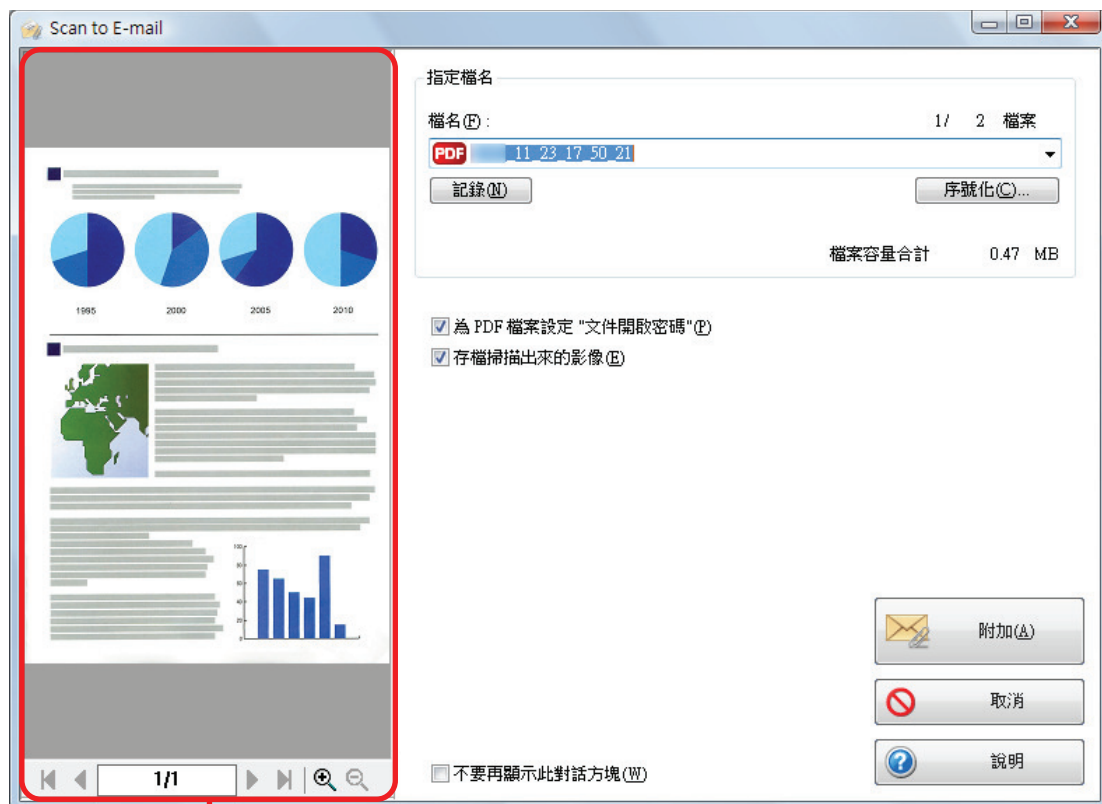 Scan to E-mail
指定檔名
檔名(F) :
1/ 2 檔案
PDF _11_23_17_50_21
記錄(N)
序號化(C)...
檔案容量合計 0.47 MB
為 PDF 檔案設定 "文件開啟密碼"(P)
存檔掃描出來的影像(E)
1995 2000 2005 2010
附加(A)
取消
說明
1/1
不要再顯示此對話方塊(W)